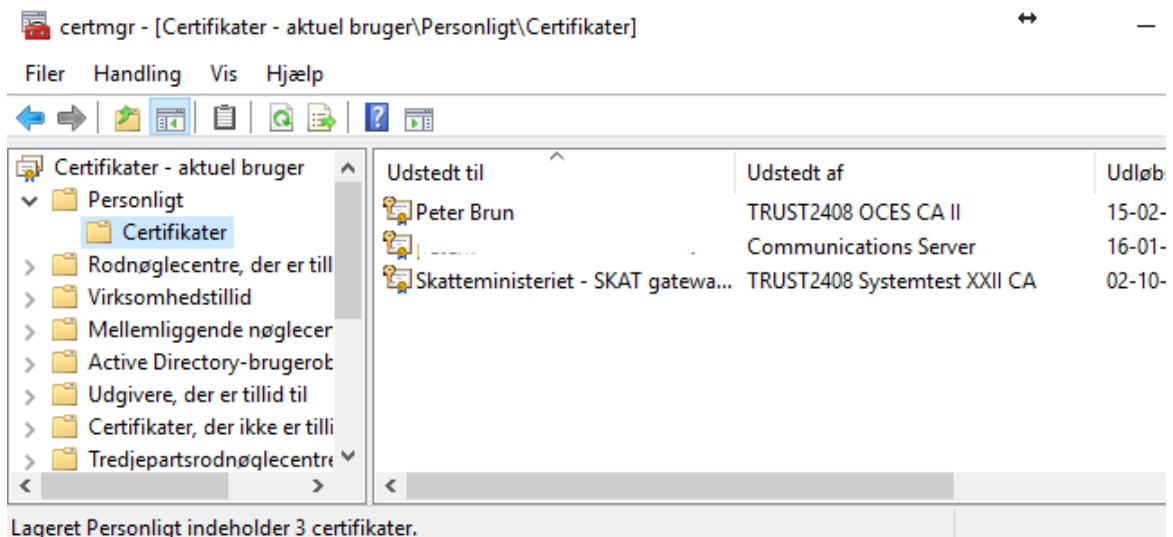 certmgr - [Certifikater - aktuel bruger\Personligt\Certifikater]
Filer Handling Vis Hjælp
Certifikater - aktuel bruger
Personligt
Certifikater
Rodnøglecentre, der er till
Virksomhedstillid
Mellemliggende nøglecer
Active Directory-brugerob
Udgivere, der er tillid til
Certifikater, der ikke er tilli
Tredjepartsrodnøglecentre
Udstedt til Udstedt af Udløbs
Peter Brun TRUST2408 OCES CA II 15-02-
Communications Server 16-01-
Skatteministeriet - SKAT gatewa... TRUST2408 Systemtest XXII CA 02-10-
Lageret Personligt indeholder 3 certifikater.